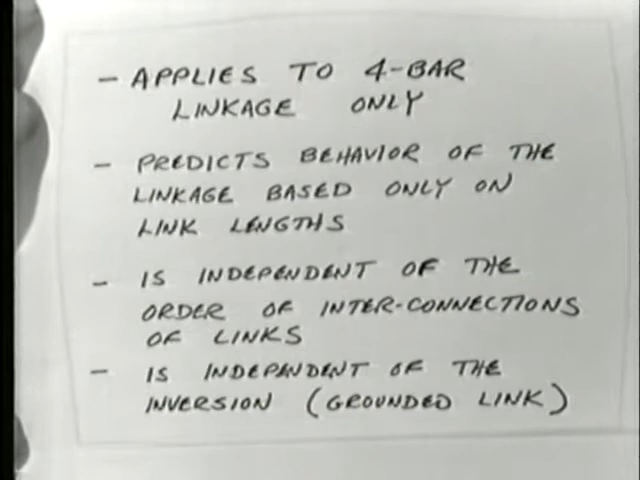 - APPLIES TO 4-BAR
LINKAGE ONLY
- PREDICTS BEHAVIOR OF THE
LINKAGE BASED ONLY ON
LINK LENGTHS
- IS INDEPENDENT OF THE
ORDER OF INTER-CONNECTIONS
OF LINKS
- IS INDEPENDENT OF THE
INVERSION (GROUNDED LINK)